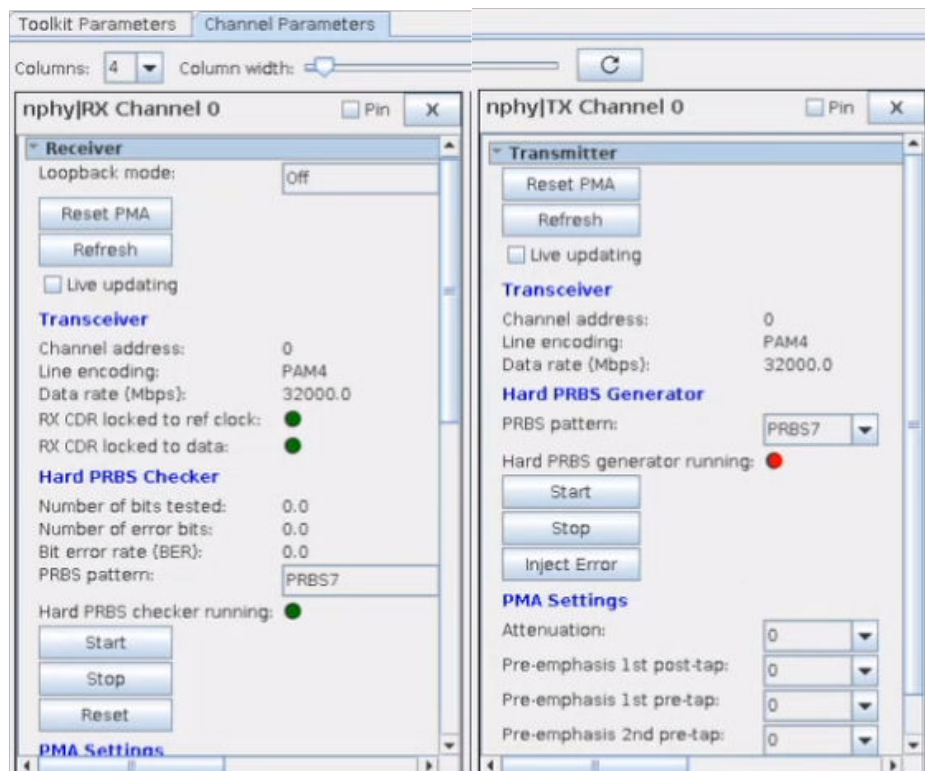 Toolkit Parameters
Channel Parameters
Columns: 4 Column width:
nphy|RX Channel 0
Pin
X
Receiver
Loopback mode: Off
Reset PMA
Refresh
Live updating
Transceiver
Channel address: 0
Line encoding: PAM4
Data rate (Mbps): 32000.0
RX CDR locked to ref clock:
RX CDR locked to data:
Hard PRBS Checker
Number of bits tested: 0.0
Number of error bits: 0.0
Bit error rate (BER): 0.0
PRBS pattern: PRBS7
Hard PRBS checker running:
Start
Stop
Reset
PMA Settings
nphy|TX Channel 0
Pin
X
Transmitter
Reset PMA
Refresh
Live updating
Transceiver
Channel address: 0
Line encoding: PAM4
Data rate (Mbps): 32000.0
Hard PRBS Generator
PRBS pattern: PRBS7
Hard PRBS generator running:
Start
Stop
Inject Error
PMA Settings
Attenuation: 0
Pre-emphasis 1st post-tap: 0
Pre-emphasis 1st pre-tap: 0
Pre-emphasis 2nd pre-tap: 0